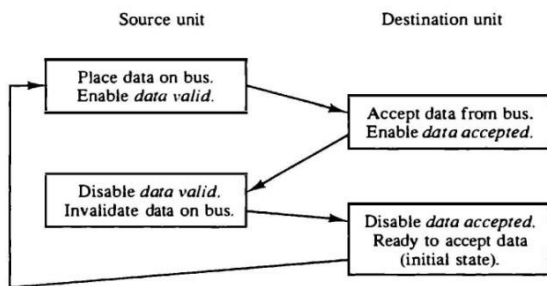 Source unit
Destination unit
Place data on bus.
Enable data valid.
Accept data from bus.
Enable data accepted.
Disable data valid.
Invalidate data on bus.
Disable data accepted.
Ready to accept data
(initial state).